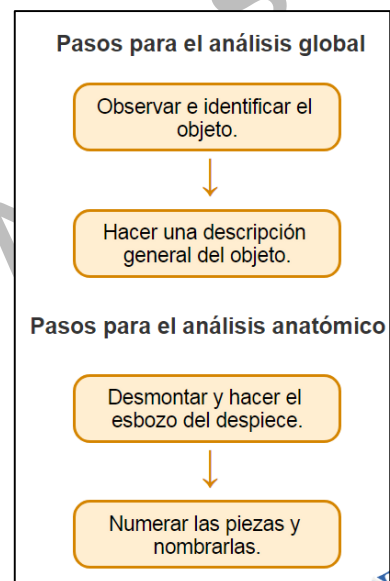 Pasos para el análisis global
Observar e identificar el
objeto.
Hacer una descripción
general del objeto.
Pasos para el análisis anatómico
Desmontar y hacer el
esbozo del despiece.
Numerar las piezas y
nombrarlas.